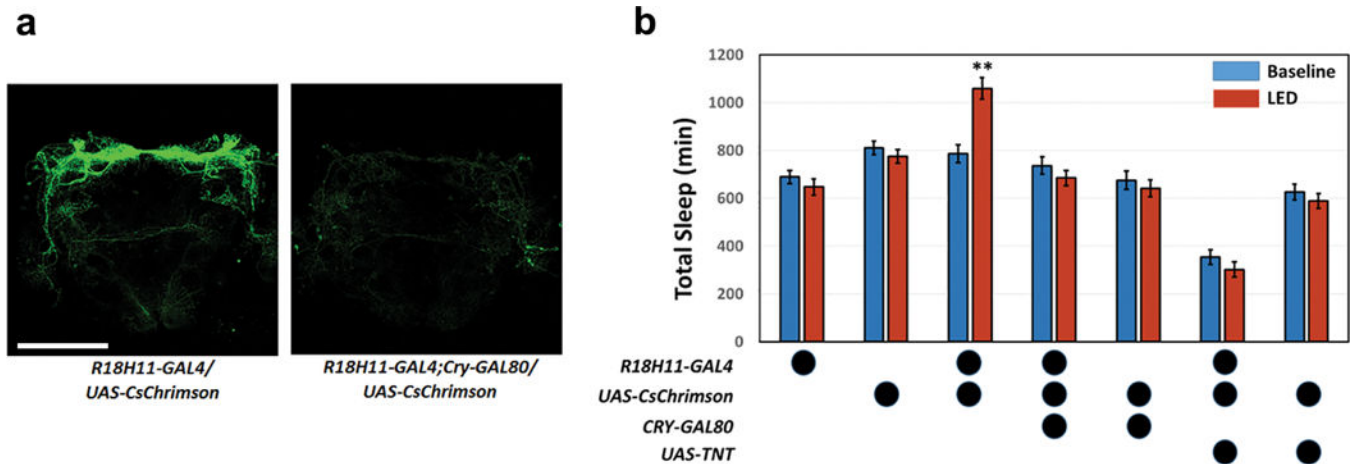 a
R18H11-GAL4/
UAS-CsChrimson
R18H11-GAL4;Cry-GAL80/
UAS-CsChrimson
b
Total Sleep (min)
1200
1000
800
600
400
200
0
**
Baseline
LED
R18H11-GAL4
UAS-CsChrimson
CRY-GAL80
UAS-TNT